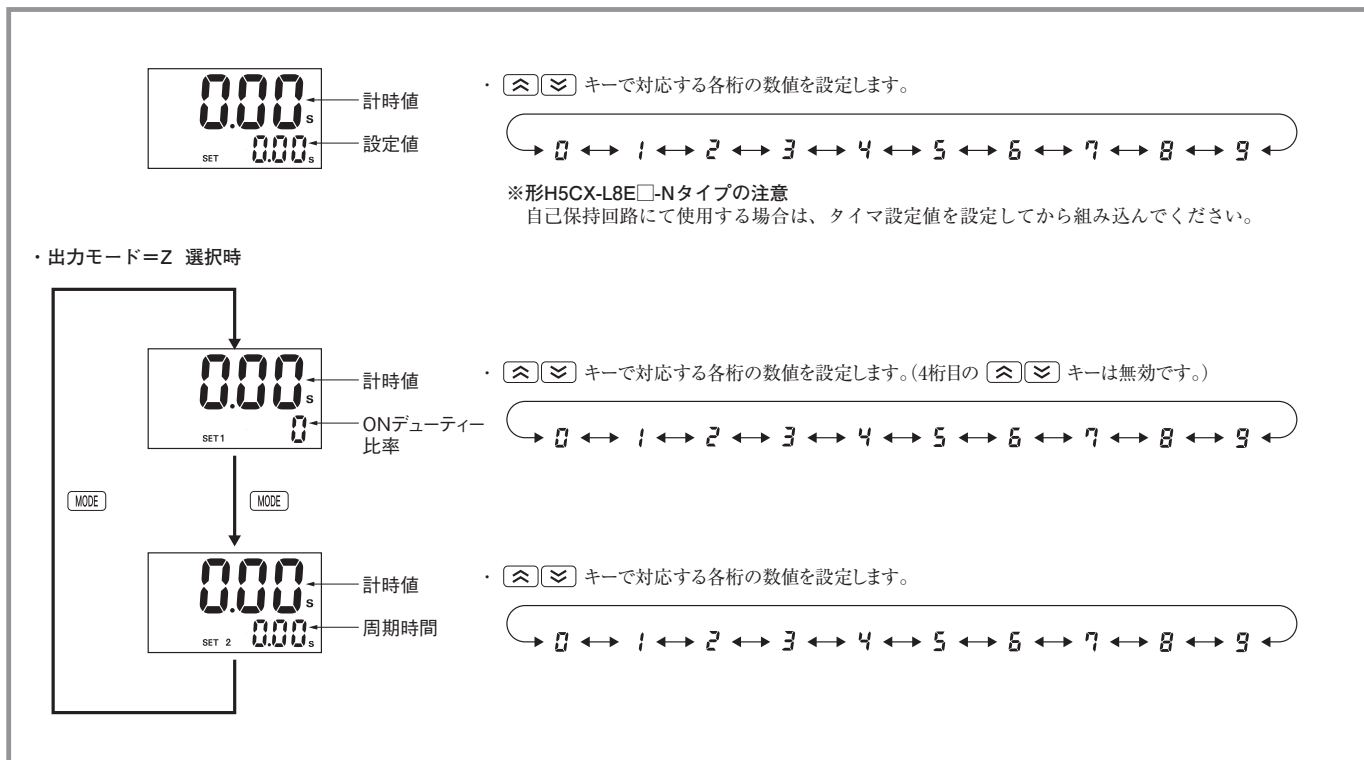 0.00 s
計時値
0.00 s
SET
設定値
・ キーで対応する各桁の数値を設定します。
0 1 2 3 4 5 6 7 8 9
※形H5CX-L8E□-Nタイプの注意
自己保持回路にて使用する場合は、タイマ設定値を設定してから組み込んでください。
・出力モード＝Z 選択時
0.00 s
計時値
SET 1
0
ONデューティー
比率
・ キーで対応する各桁の数値を設定します。(4桁目の キーは無効です。)
0 1 2 3 4 5 6 7 8 9
MODE
MODE
0.00 s
計時値
SET 2
0.00 s
周期時間
・ キーで対応する各桁の数値を設定します。
0 1 2 3 4 5 6 7 8 9